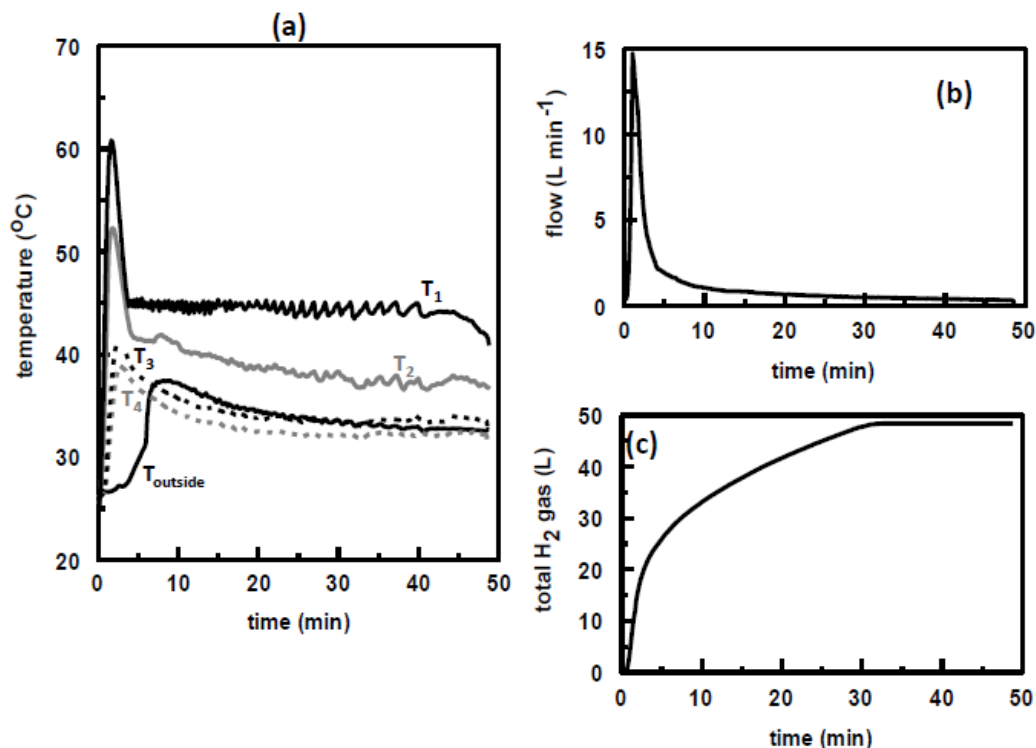 (a)
70
60
50
40
30
20
temperature (°C)
T1
T2
T3
T4
Toutside
0 10 20 30 40 50
time (min)
15
10
5
0
flow (L min-1)
(b)
0 10 20 30 40 50
time (min)
50
40
30
20
10
0
total H2 gas (L)
(c)
0 10 20 30 40 50
time (min)